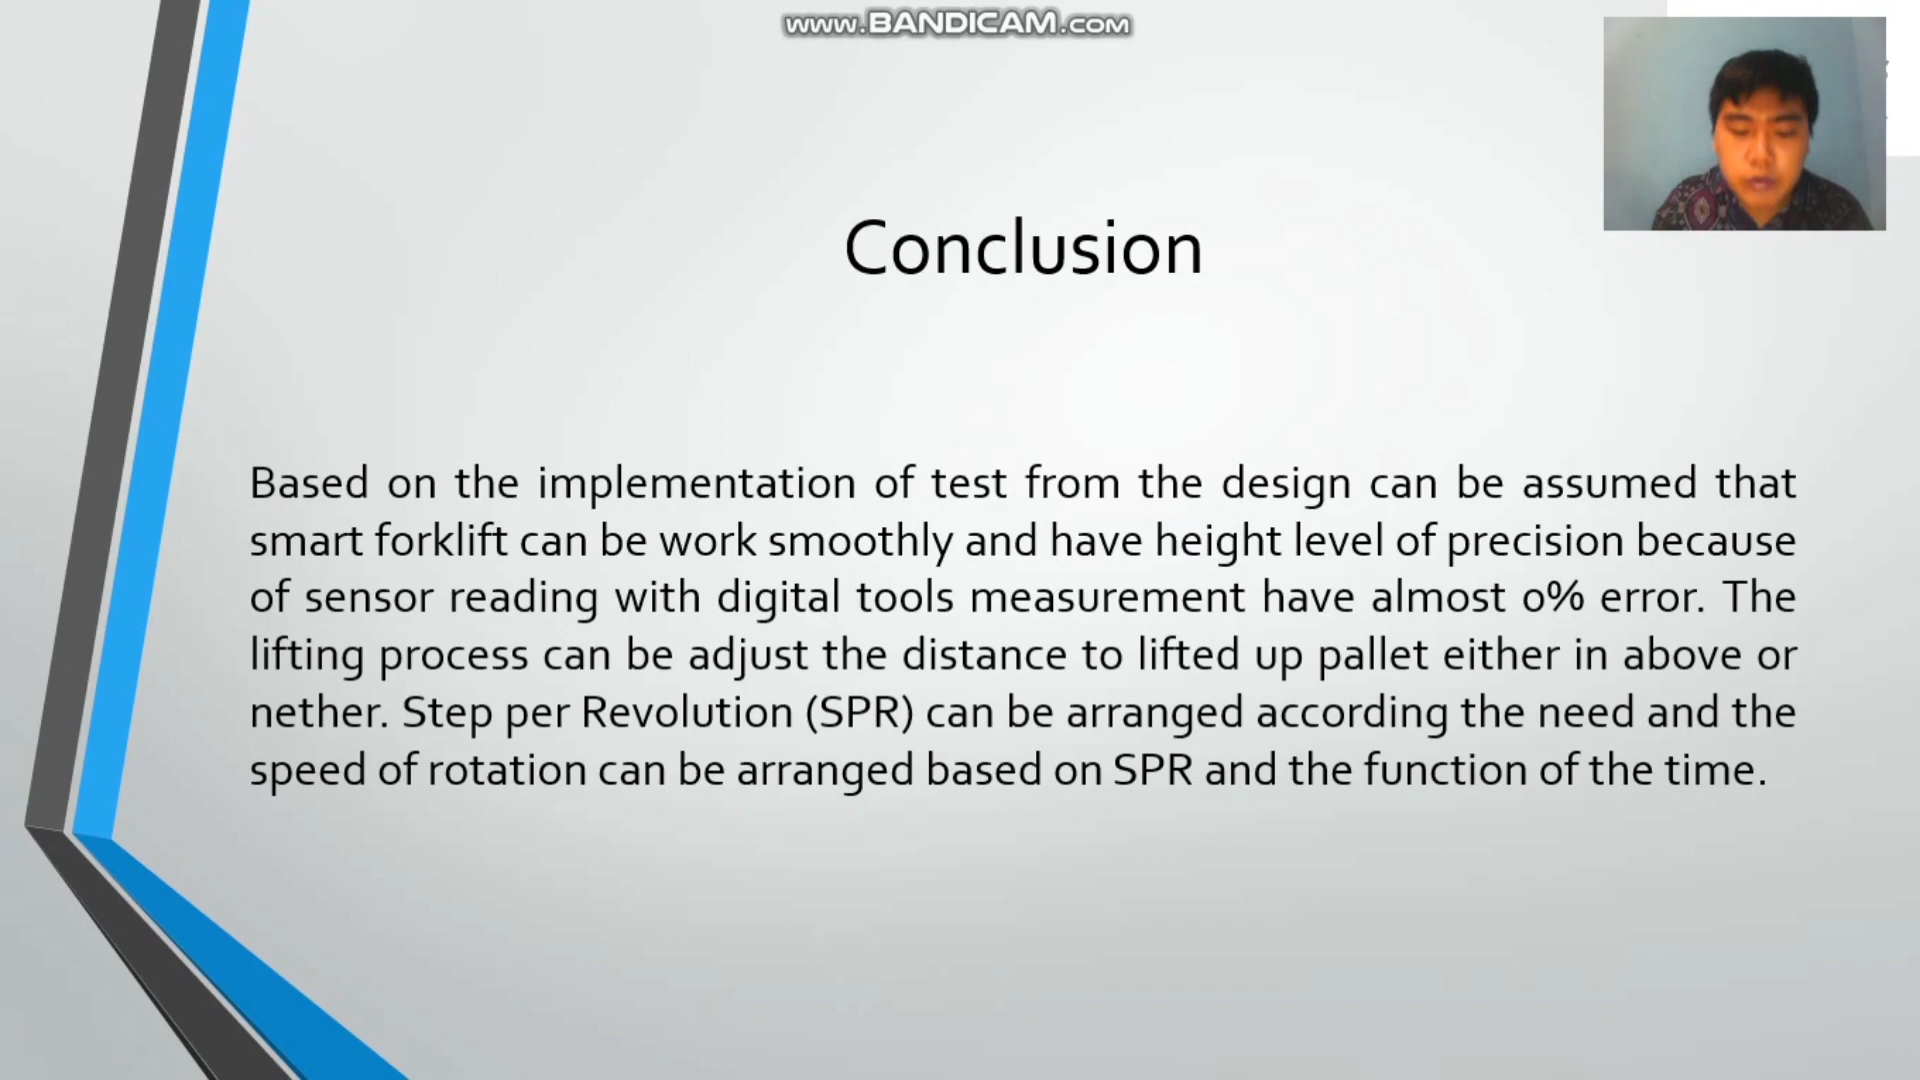 www.BANDICAM.com
Conclusion
Based on the implementation of test from the design can be assumed that
smart forklift can be work smoothly and have height level of precision because
of sensor reading with digital tools measurement have almost 0% error. The
lifting process can be adjust the distance to lifted up pallet either in above or
nether. Step per Revolution (SPR) can be arranged according the need and the
speed of rotation can be arranged based on SPR and the function of the time.